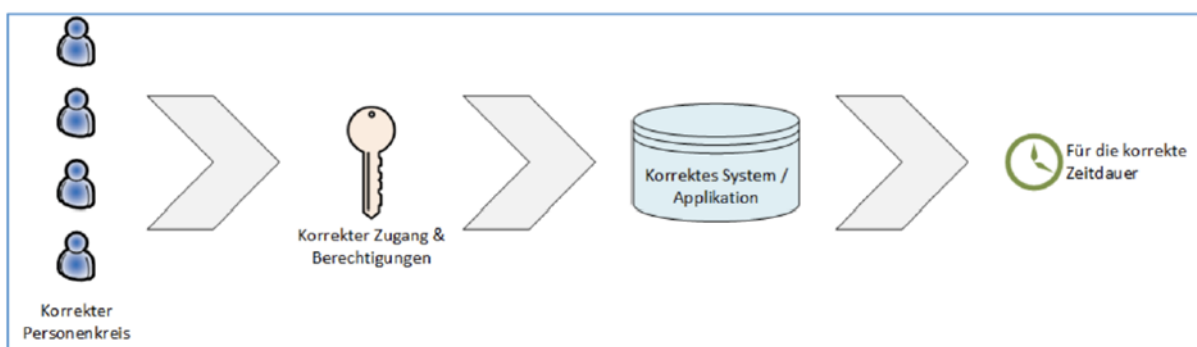 Korrekter
Personenkreis
Korrekter Zugang &
Berechtigungen
Korrektes System /
Applikation
Für die korrekte
Zeitdauer